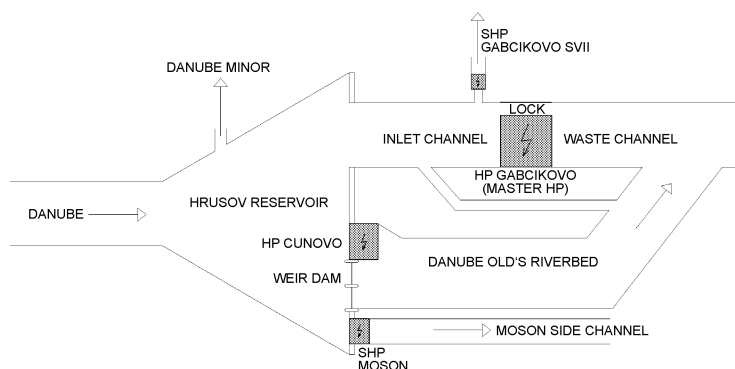 SHP
GABCIKOVO SVII
DANUBE MINOR
LOCK
INLET CHANNEL
WASTE CHANNEL
HP GABCIKOVO
(MASTER HP)
HRUSOV RESERVOIR
DANUBE
HP CUNOVO
DANUBE OLD'S RIVERBED
WEIR DAM
MOSON SIDE CHANNEL
SHP
MOSON